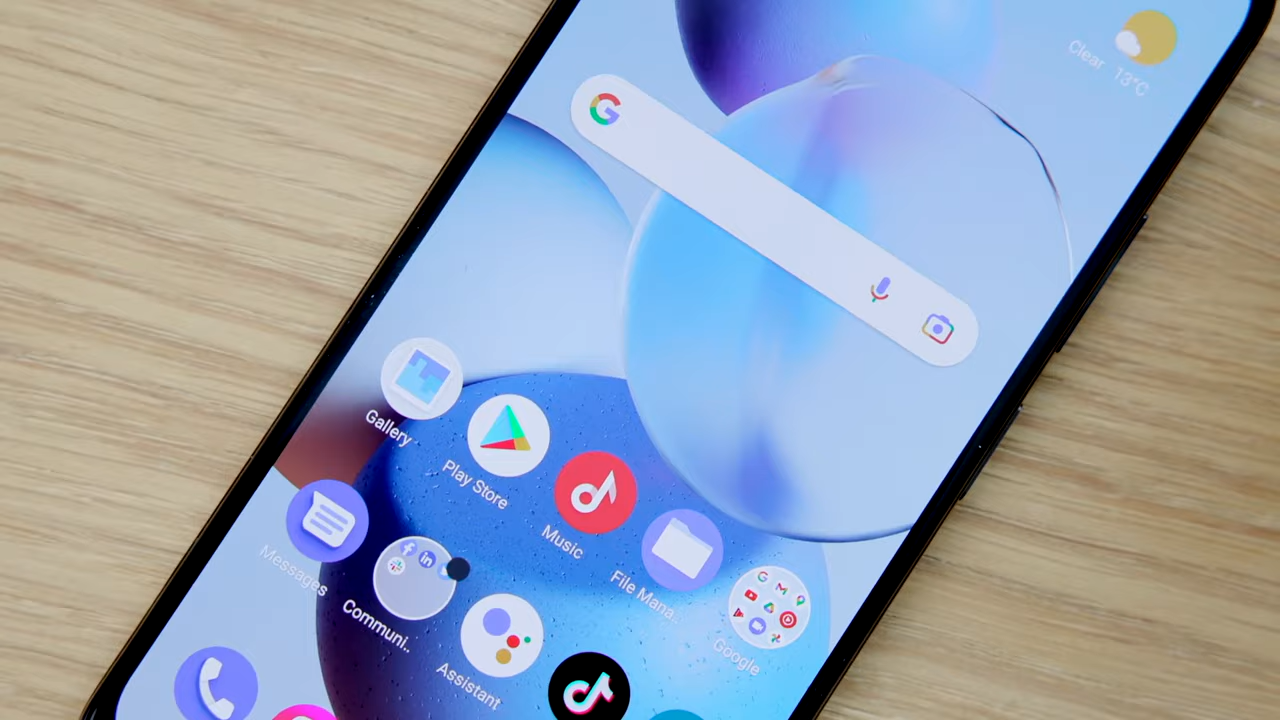 Clear 13°C
Gallery
Play Store
Music
File Mana..
Google
Messages
Communi..
Assistant